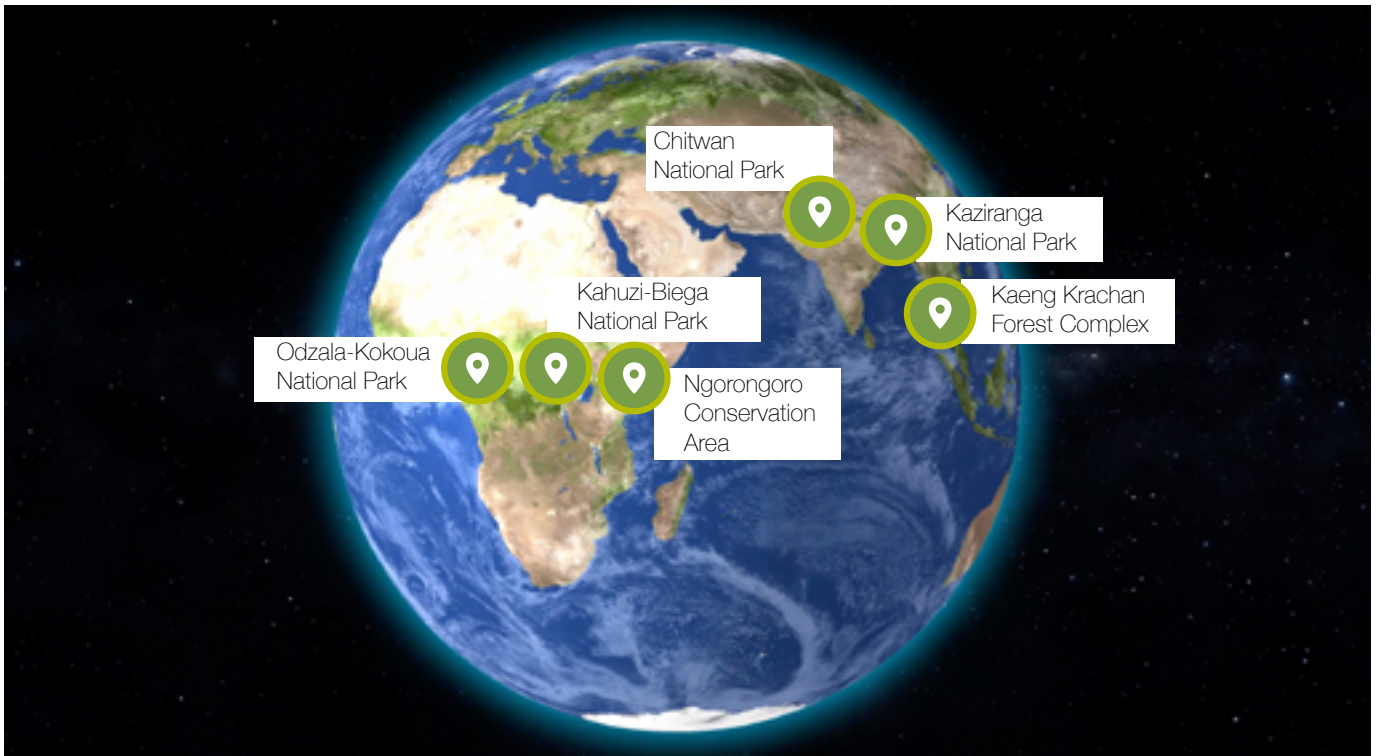 Chitwan
National Park
Kaziranga
National Park
Kahuzi-Biega
National Park
Kaeng Krachan
Forest Complex
Odzala-Kokoua
National Park
Ngorongoro
Conservation
Area